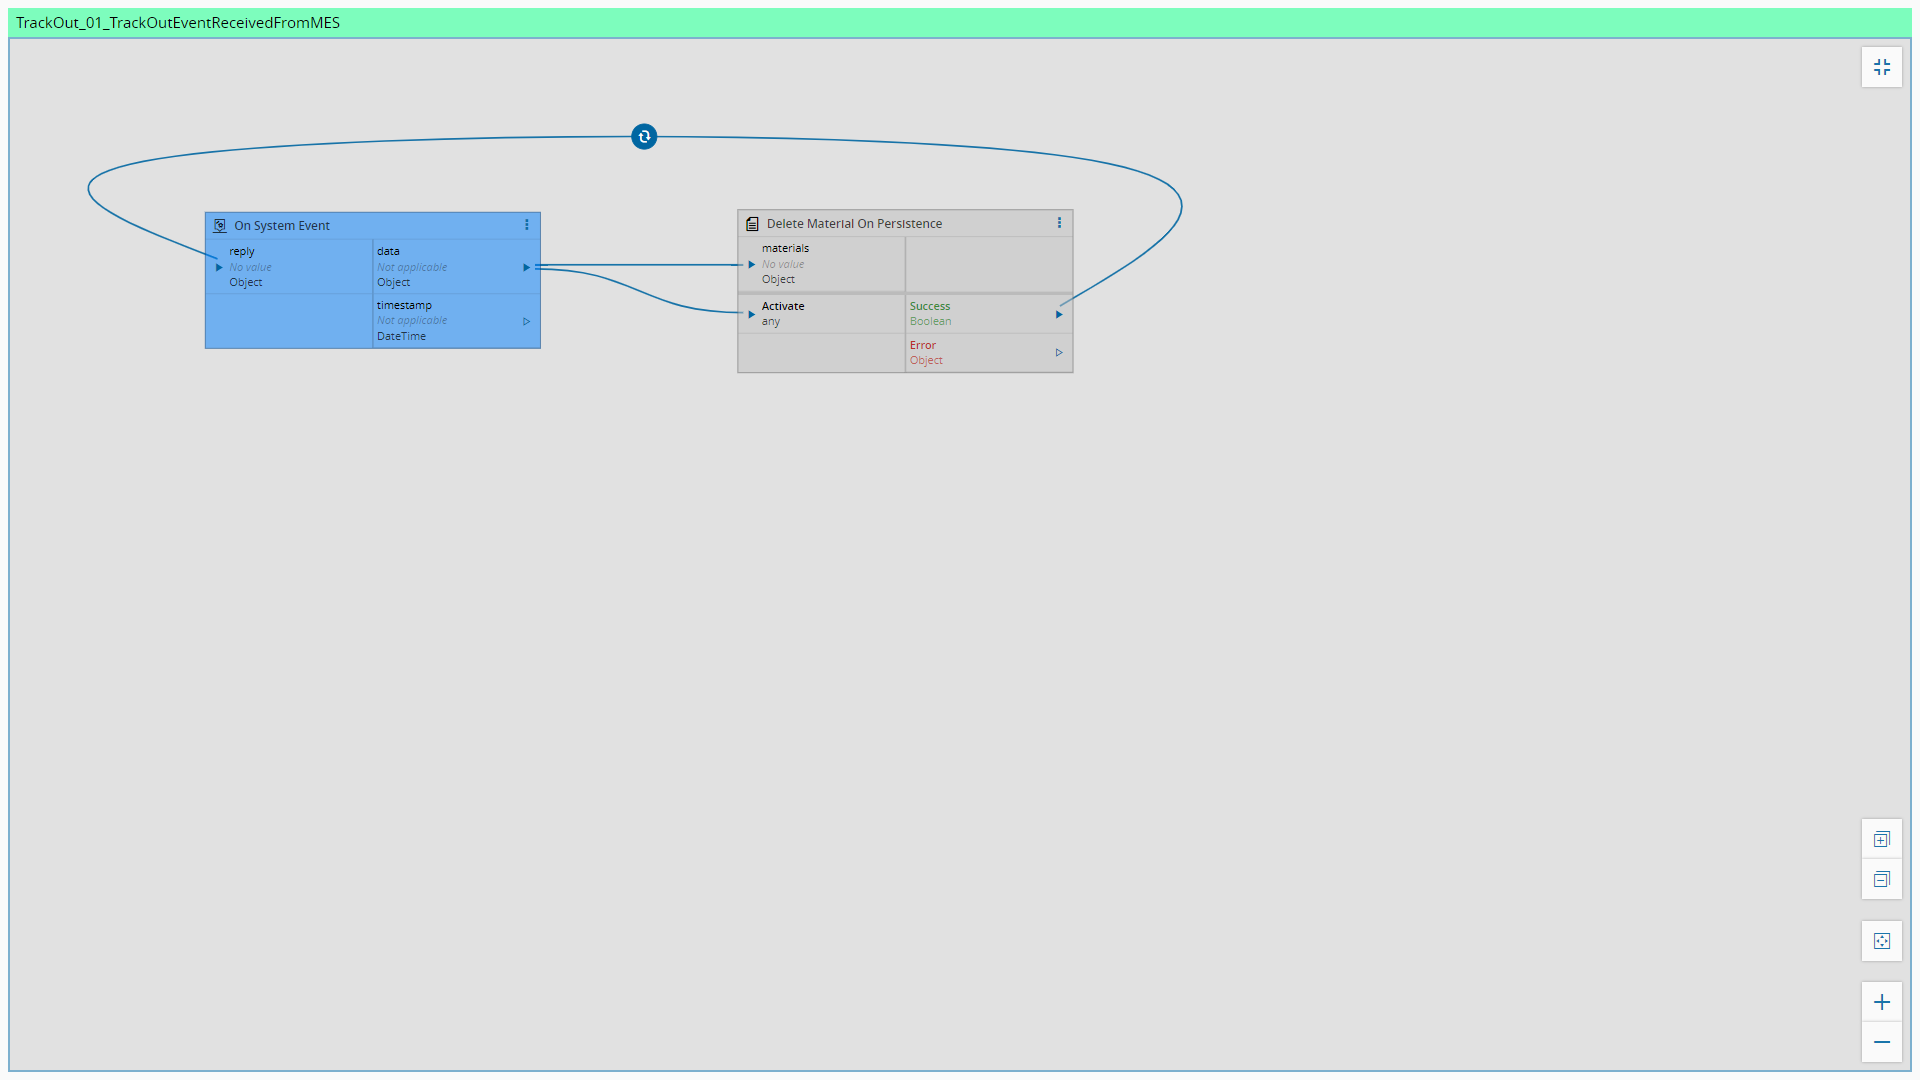 TrackOut_01_TrackOutEventReceivedFromMES
On System Event
reply
No value
Object
data
Not applicable
Object
timestamp
Not applicable
DateTime
Delete Material On Persistence
materials
No value
Object
Activate
any
Success
Boolean
Error
Object